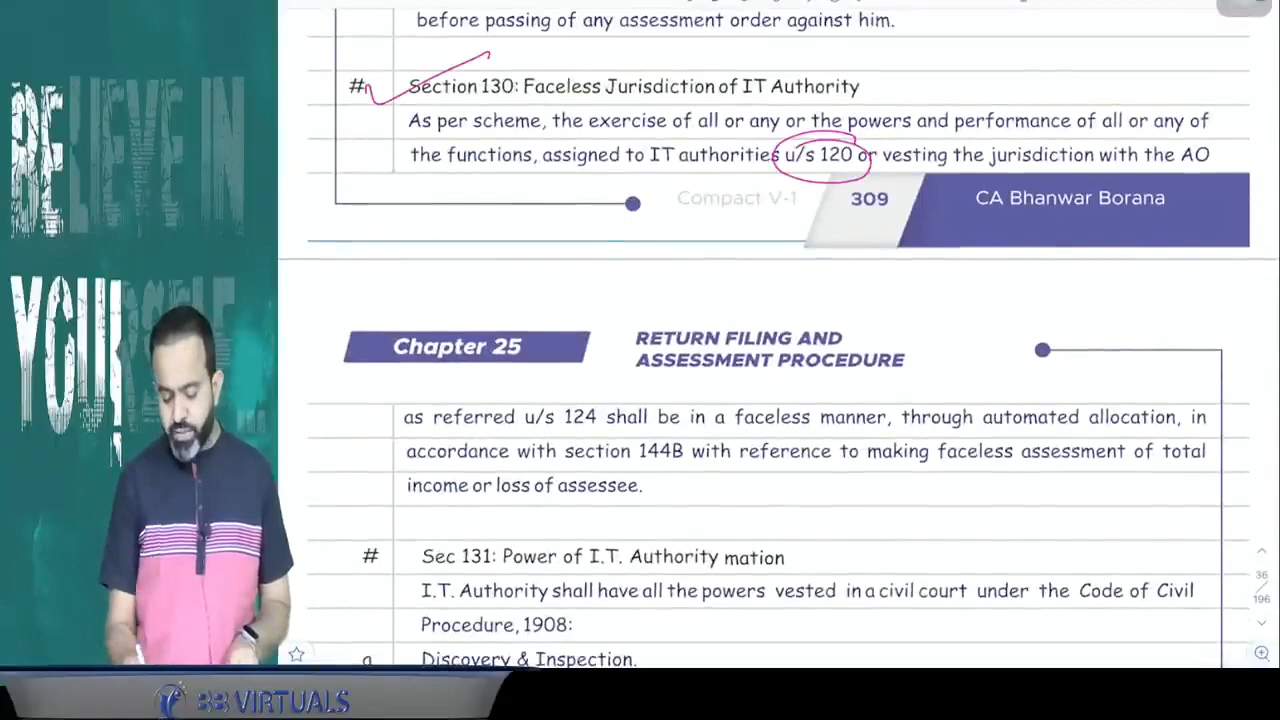 BELIEVE IN
YOURSELF...
before passing of any assessment order against him.
# Section 130: Faceless Jurisdiction of IT Authority
As per scheme, the exercise of all or any or the powers and performance of all or any of
the functions, assigned to IT authorities u/s 120 or vesting the jurisdiction with the AO
Compact V-1 309 CA Bhanwar Borana
Chapter 25 RETURN FILING AND
ASSESSMENT PROCEDURE
as referred u/s 124 shall be in a faceless manner, through automated allocation, in
accordance with section 144B with reference to making faceless assessment of total
income or loss of assessee.
# Sec 131: Power of I.T. Authority mation
I.T. Authority shall have all the powers vested in a civil court under the Code of Civil
Procedure, 1908:
a Discovery & Inspection.
36
196
BB VIRTUALS